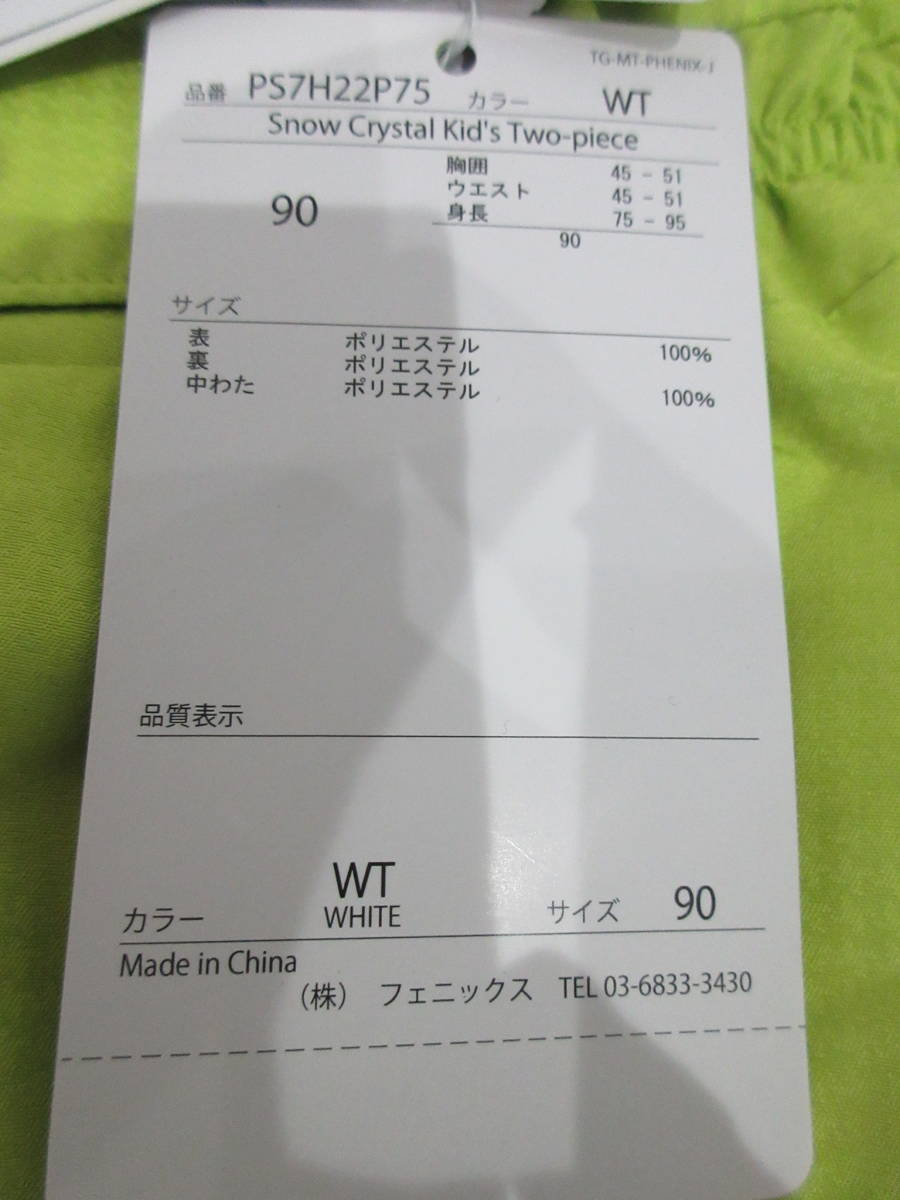 TG-MT-PHENIX-J
品番 PS7H22P75 カラー WT
Snow Crystal Kid's Two-piece
90
胸囲 45 - 51
ウエスト 45 - 51
身長 75 - 95
90
サイズ
表 ポリエステル 100%
裏 ポリエステル
中わた ポリエステル 100%
品質表示
カラー WT WHITE サイズ 90
Made in China
(株) フェニックス TEL 03-6833-3430